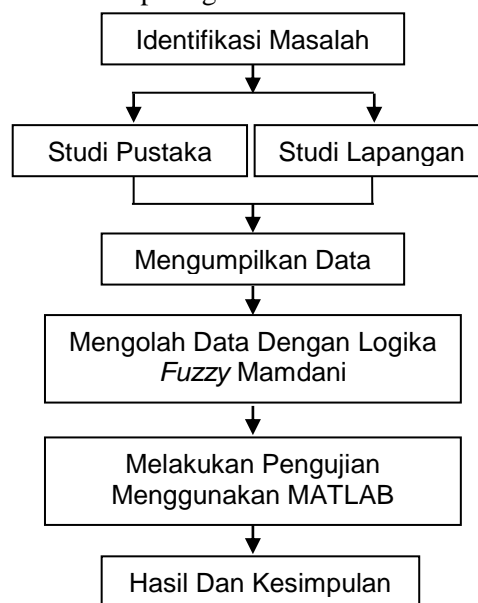 Identifikasi Masalah
Studi Pustaka
Studi Lapangan
Mengumpilkan Data
Mengolah Data Dengan Logika
Fuzzy Mamdani
Melakukan Pengujian
Menggunakan MATLAB
Hasil Dan Kesimpulan